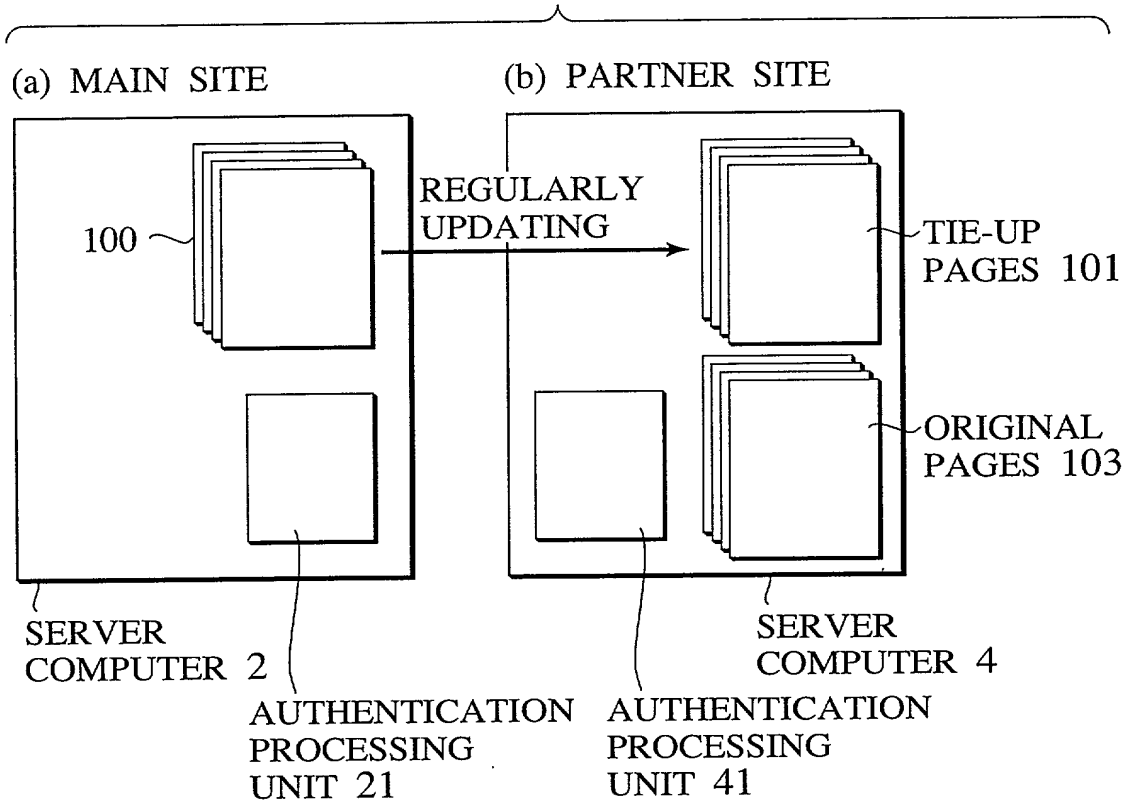 (a) MAIN SITE
(b) PARTNER SITE
REGULARLY
UPDATING
100
TIE-UP
PAGES 101
ORIGINAL
PAGES 103
SERVER
COMPUTER 2
SERVER
COMPUTER 4
AUTHENTICATION
PROCESSING
UNIT 21
AUTHENTICATION
PROCESSING
UNIT 41